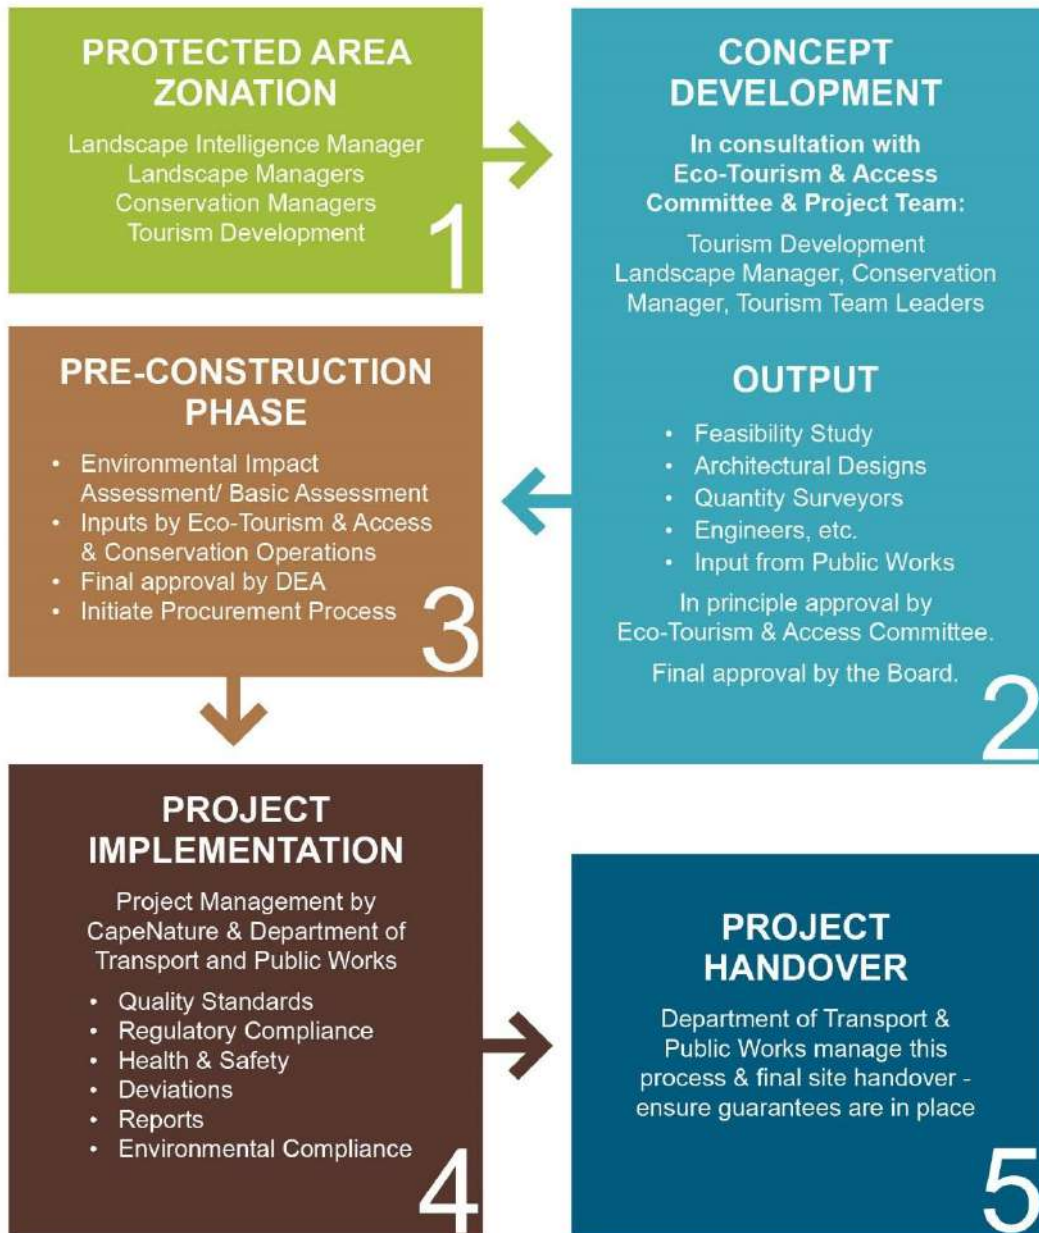 PROTECTED AREA
ZONATION
Landscape Intelligence Manager
Landscape Managers
Conservation Managers
Tourism Development
1
CONCEPT
DEVELOPMENT
In consultation with
Eco-Tourism & Access
Committee & Project Team:
Tourism Development
Landscape Manager, Conservation
Manager, Tourism Team Leaders
OUTPUT
• Feasibility Study
• Architectural Designs
• Quantity Surveyors
• Engineers, etc.
• Input from Public Works
In principle approval by
Eco-Tourism & Access Committee.
Final approval by the Board.
2
PRE-CONSTRUCTION
PHASE
• Environmental Impact
Assessment/ Basic Assessment
• Inputs by Eco-Tourism & Access
& Conservation Operations
• Final approval by DEA
• Initiate Procurement Process
3
PROJECT
IMPLEMENTATION
Project Management by
CapeNature & Department of
Transport and Public Works
• Quality Standards
• Regulatory Compliance
• Health & Safety
• Deviations
• Reports
• Environmental Compliance
4
PROJECT
HANDOVER
Department of Transport &
Public Works manage this
process & final site handover -
ensure guarantees are in place
5